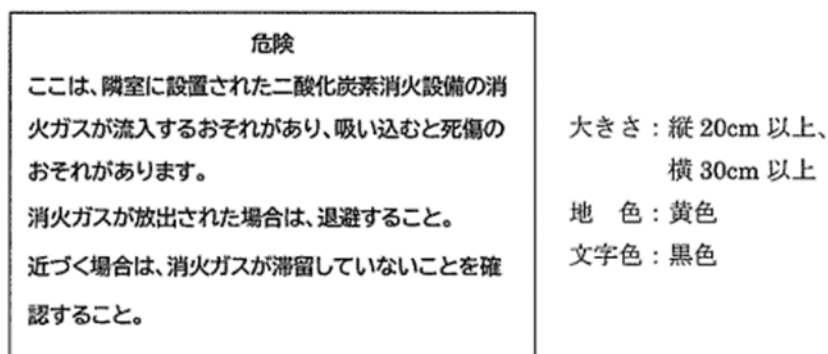 危険
ここは、隣室に設置された二酸化炭素消火設備の消
火ガスが流入するおそれがあり、吸い込むと死傷の
おそれがあります。
消火ガスが放出された場合は、退避すること。
近づく場合は、消火ガスが滞留していないことを確
認すること。
大きさ：縦 20cm 以上、
横 30cm 以上
地　色：黄色
文字色：黒色